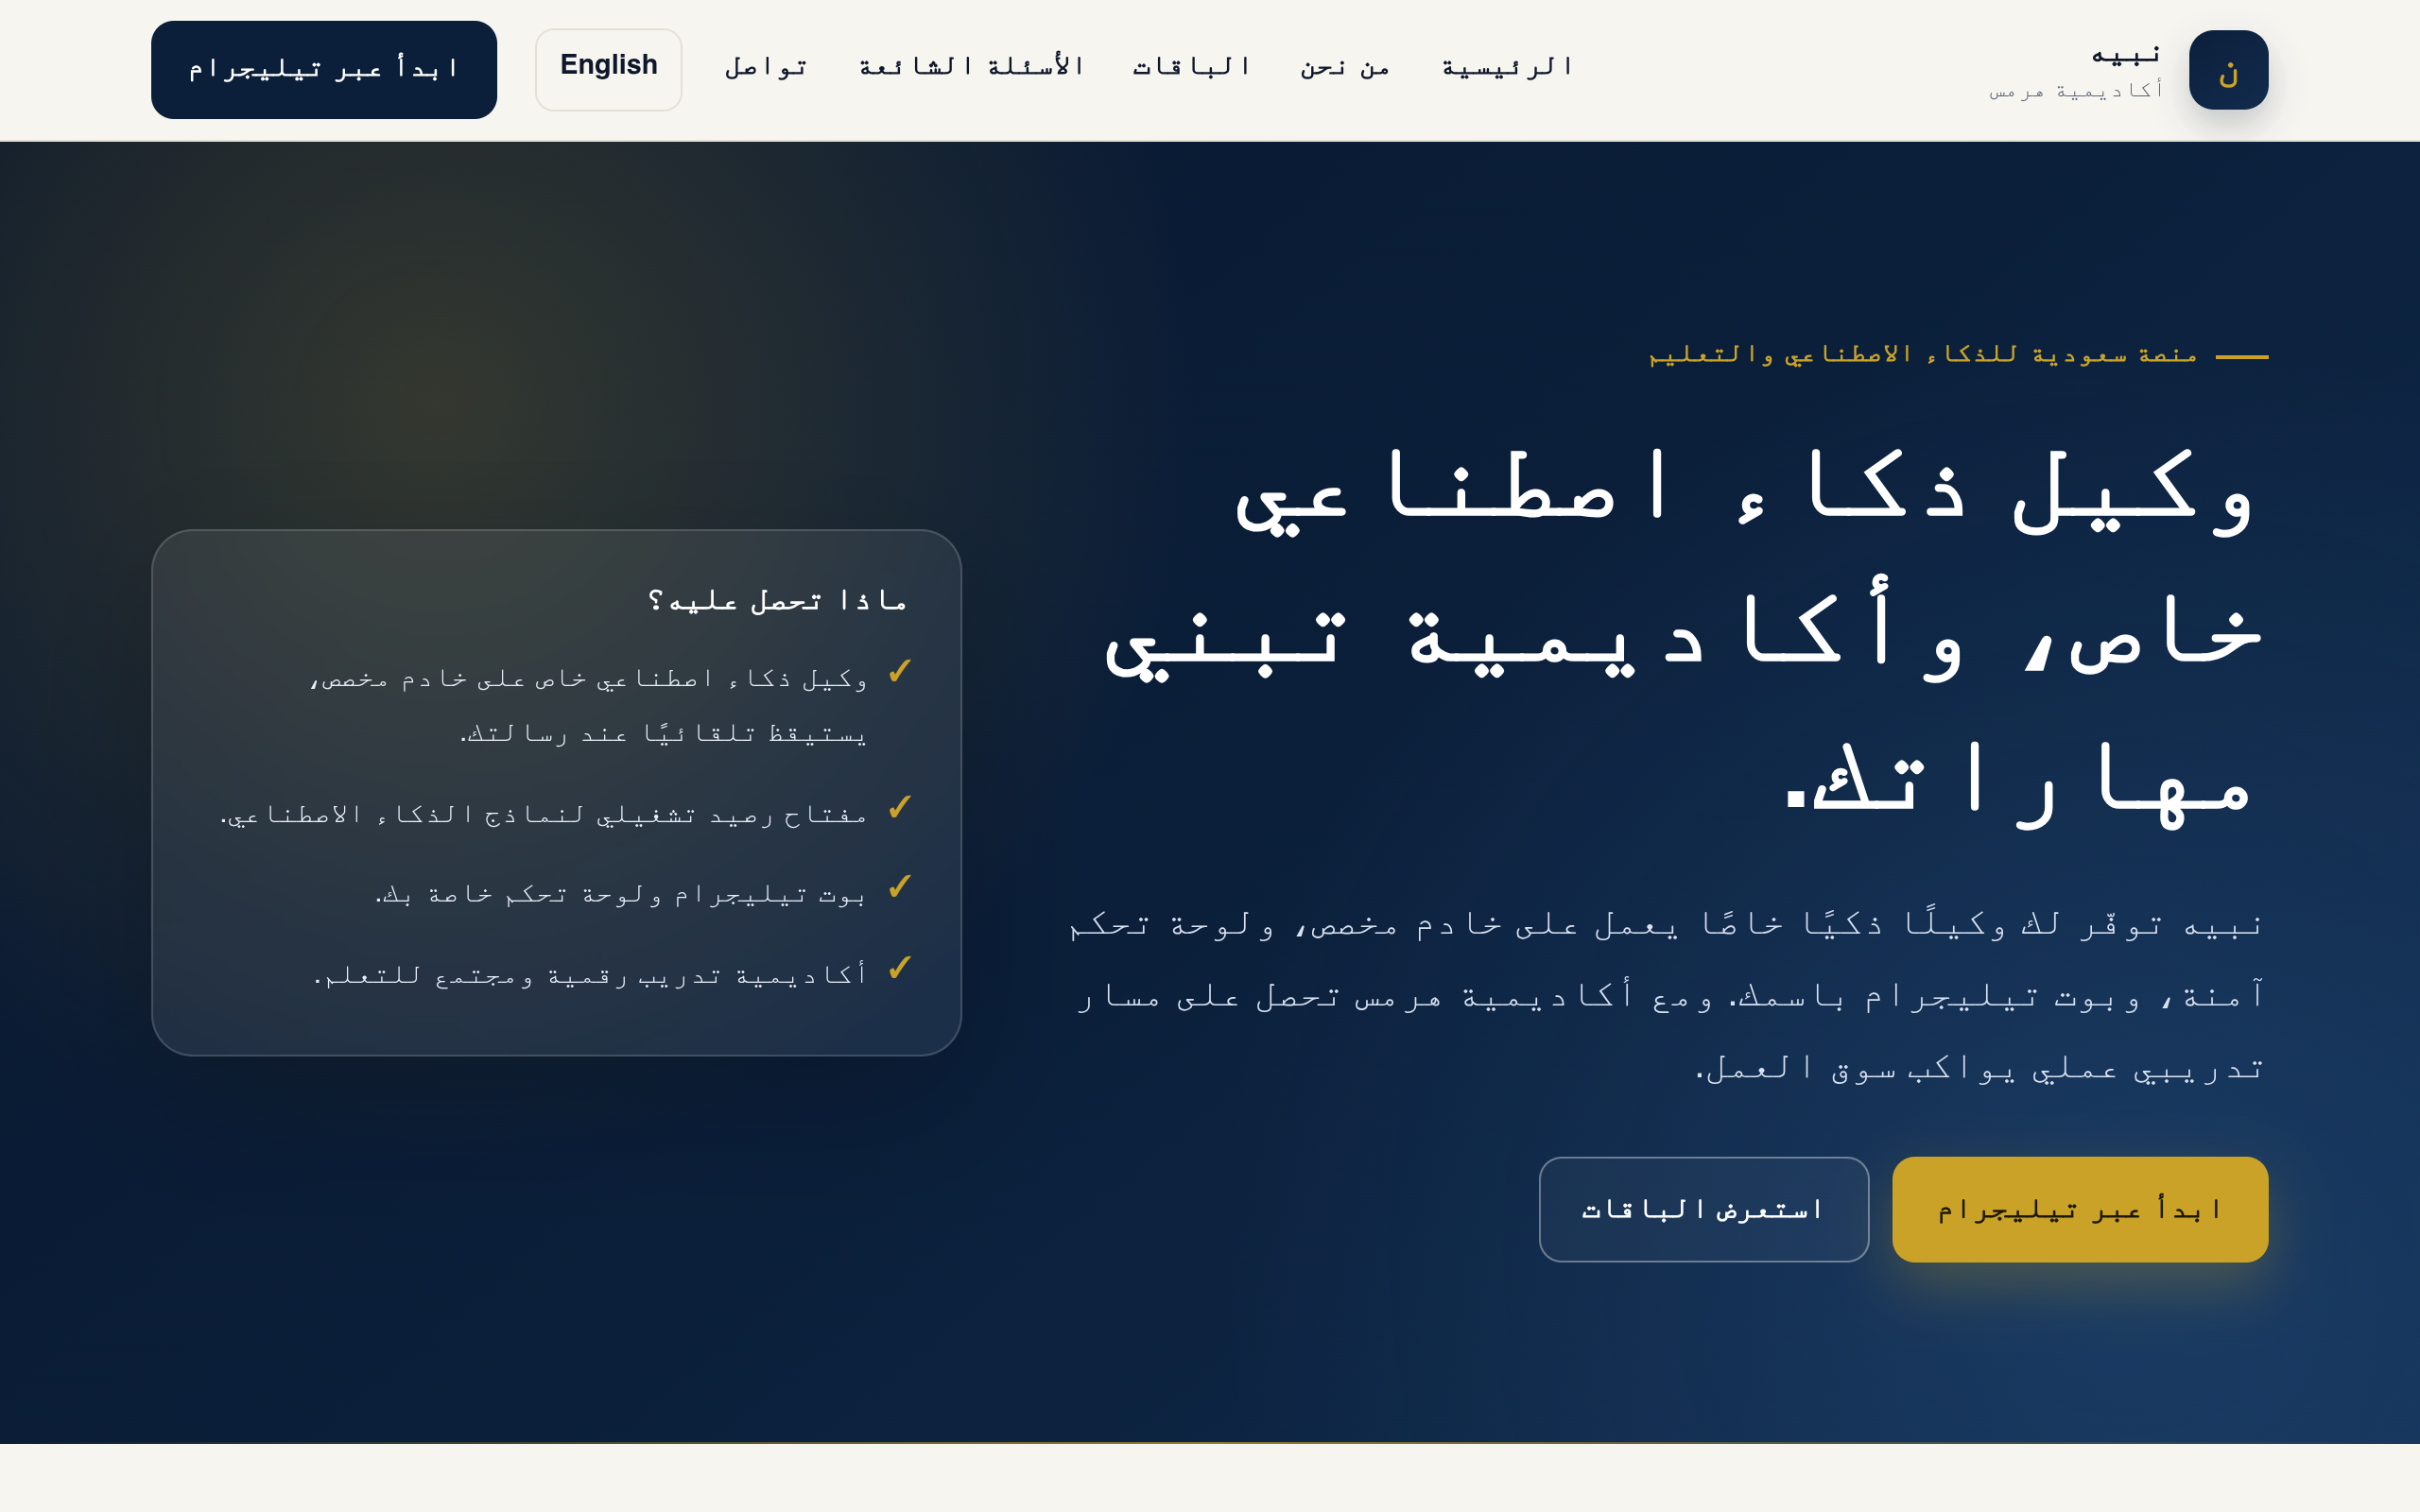 ن
نبيه
أكاديمية هرمس
الرئيسية
من نحن
الباقات
الأسئلة الشائعة
تواصل
English
ابدأ عبر تيليجرام
منصة سعودية للذكاء الاصطناعي والتعليم
وكيل ذكاء اصطناعي
خاص، وأكاديمية تبني
مهاراتك.
نبيه توفّر لك وكيلًا ذكيًا خاصًا يعمل على خادم مخصص، ولوحة تحكم
آمنة، وبوت تيليجرام باسمك. ومع أكاديمية هرمس تحصل على مسار
تدريبي عملي يواكب سوق العمل.
ابدأ عبر تيليجرام
استعرض الباقات
ماذا تحصل عليه؟
✓ وكيل ذكاء اصطناعي خاص على خادم مخصص،
يستيقظ تلقائيًا عند رسالتك.
✓ مفتاح رصيد تشغيلي لنماذج الذكاء الاصطناعي.
✓ بوت تيليجرام ولوحة تحكم خاصة بك.
✓ أكاديمية تدريب رقمية ومجتمع للتعلم.